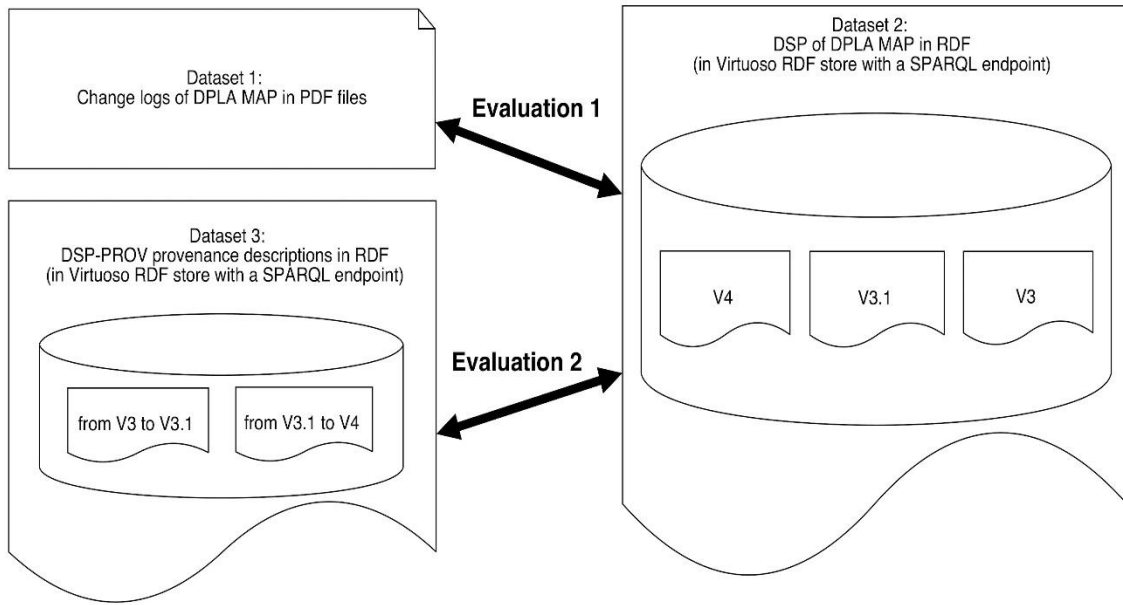 Dataset 1:
Change logs of DPLA MAP in PDF files
Evaluation 1
Dataset 2:
DSP of DPLA MAP in RDF
(in Virtuoso RDF store with a SPARQL endpoint)
V4
V3.1
V3
Dataset 3:
DSP-PROV provenance descriptions in RDF
(in Virtuoso RDF store with a SPARQL endpoint)
from V3 to V3.1
from V3.1 to V4
Evaluation 2